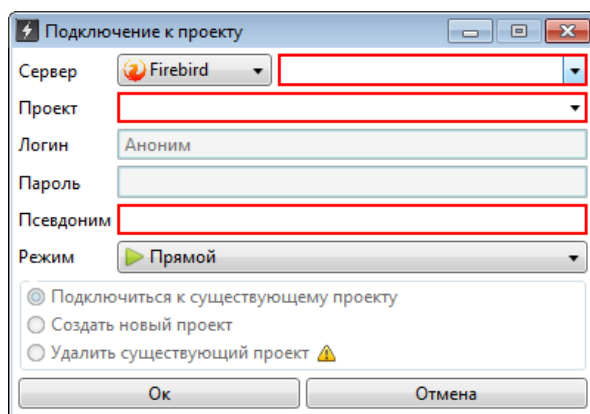 Подключение к проекту
Сервер Firebird
Проект
Логин Аноним
Пароль
Псевдоним
Режим Прямой
Подключиться к существующему проекту
Создать новый проект
Удалить существующий проект
Ок Отмена